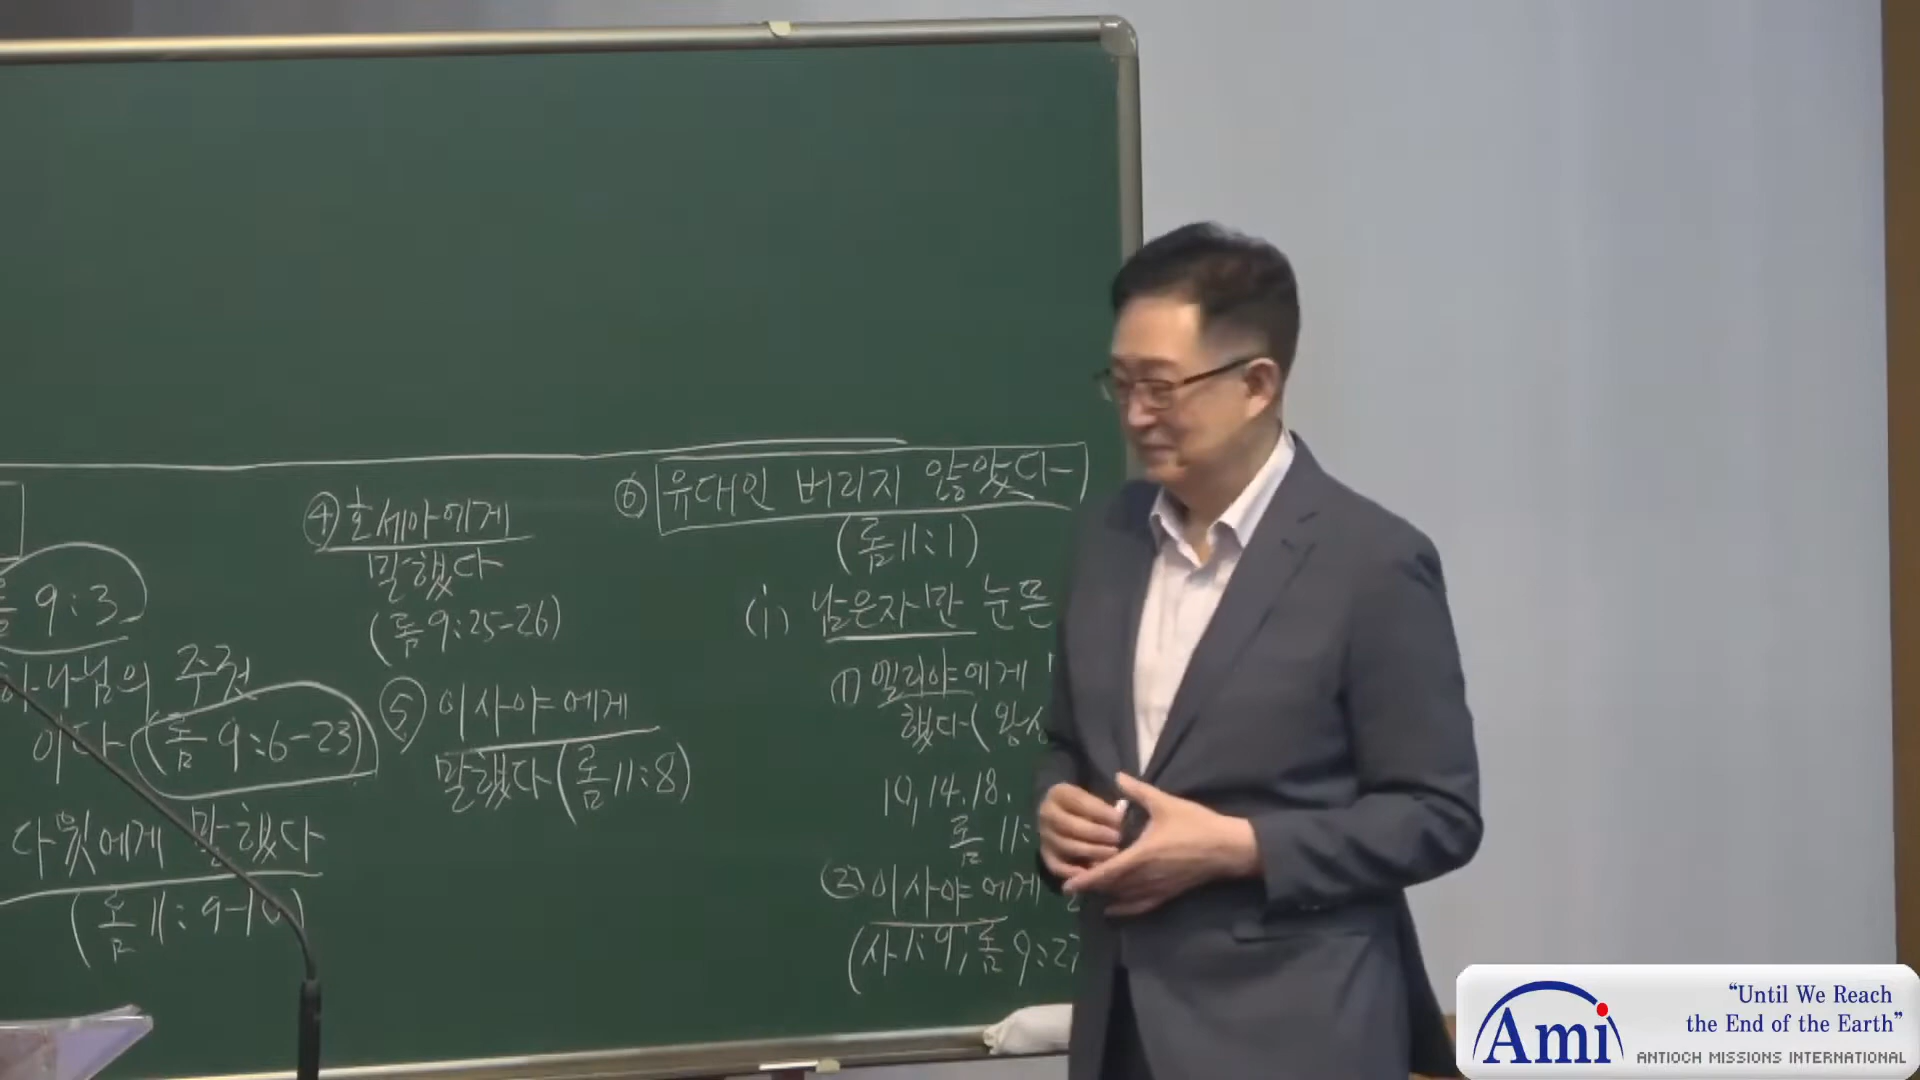 9:3
하나님의 주권
이다 (롬 9:6-23)
다윗에게 말했다
(롬 11:9-10)
④ 호세아에게
말했다
(롬 9:25-26)
⑤ 이사야에게
말했다 (롬 11:8)
⑥ 유대인 버리지 않았다
(롬 11:1)
(i) 남은자만 눈뜬
(1) 엘리야에게
했다 (왕상
10, 14, 18.
롬 11:
(2) 이사야에게
(사 1:9, 롬 9:27
Ami
“Until We Reach
the End of the Earth”
ANTIOCH MISSIONS INTERNATIONAL